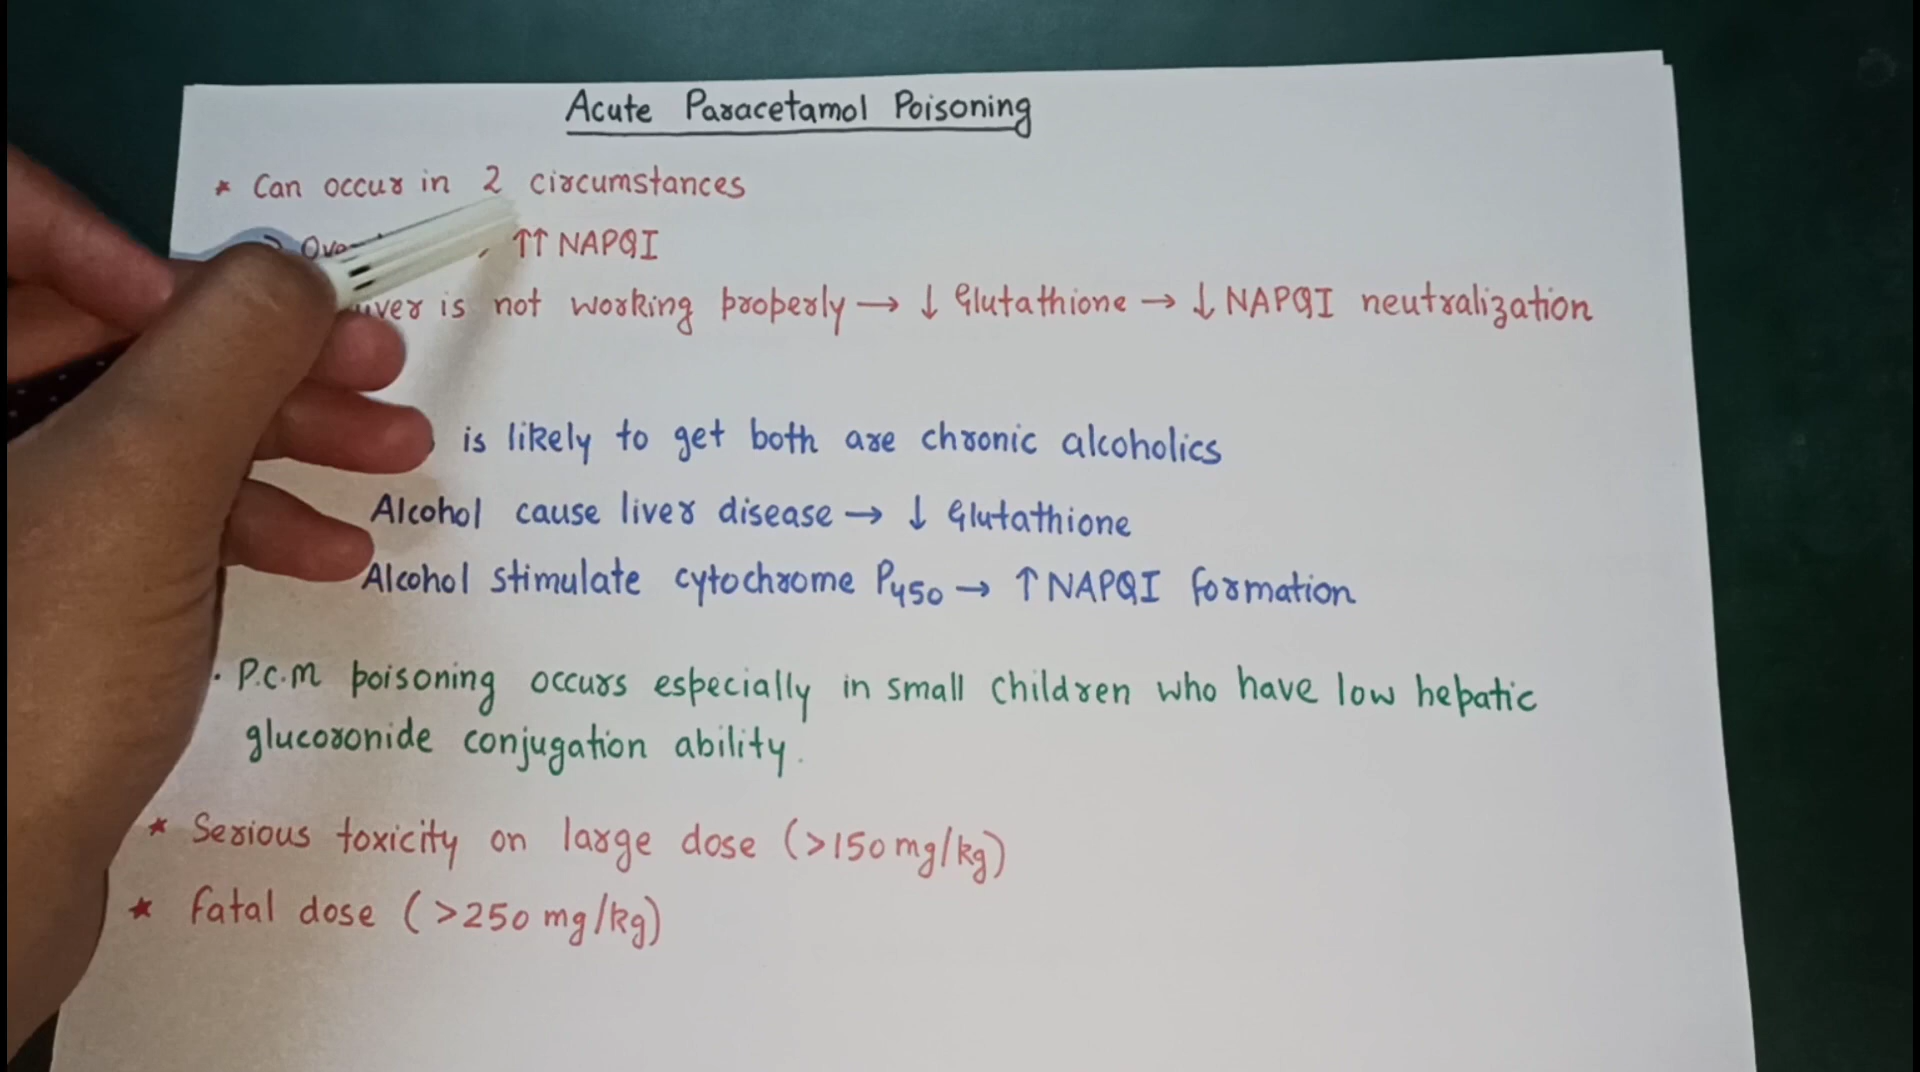 Acute Paracetamol Poisoning
* Can occur in 2 circumstances
↑↑ NAPQI
is not working properly → ↓ Glutathione → ↓ NAPQI neutralization
is likely to get both are chronic alcoholics
Alcohol cause liver disease → ↓ Glutathione
Alcohol stimulate cytochrome P450 → ↑ NAPQI formation
. P.c.m poisoning occurs especially in small children who have low hepatic
glucoronide conjugation ability.
* Serious toxicity on large dose (>150 mg/kg)
* fatal dose (>250 mg/kg)